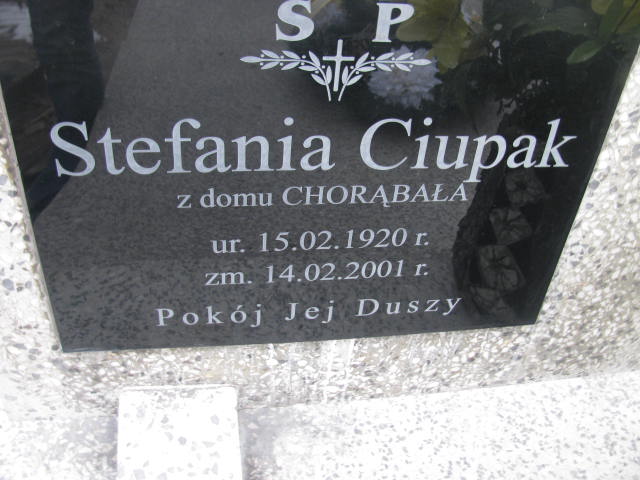 S P
Stefania Ciupak
z domu CHORĄBAŁA
ur. 15.02.1920 r.
zm. 14.02.2001 r.
Pokój Jej Duszy